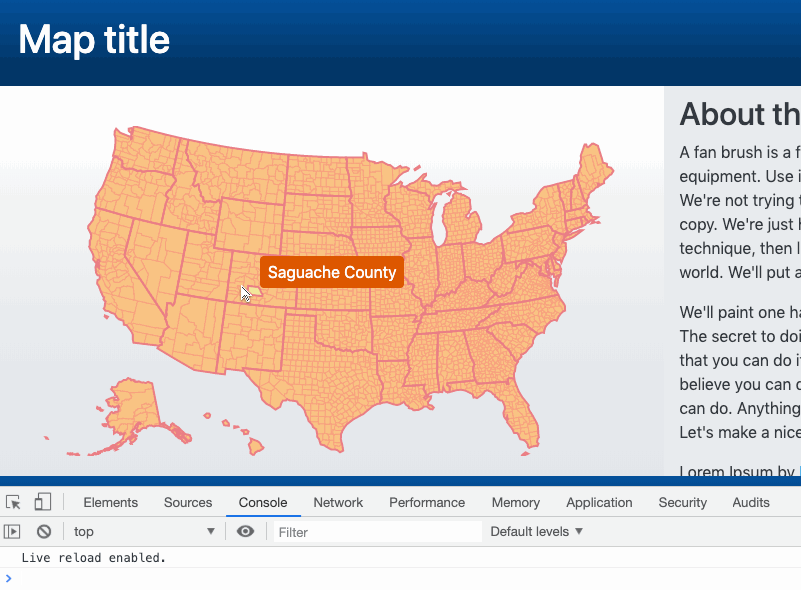 Map title
Saguache County
About th
A fan brush is a f
equipment. Use i
We're not trying t
copy. We're just h
technique, then l
world. We'll put a
We'll paint one ha
The secret to doi
that you can do i
believe you can d
can do. Anything
Let's make a nice
Lorem Ipsum by
Elements Sources Console Network Performance Memory Application Security Audits
top Filter Default levels
Live reload enabled.